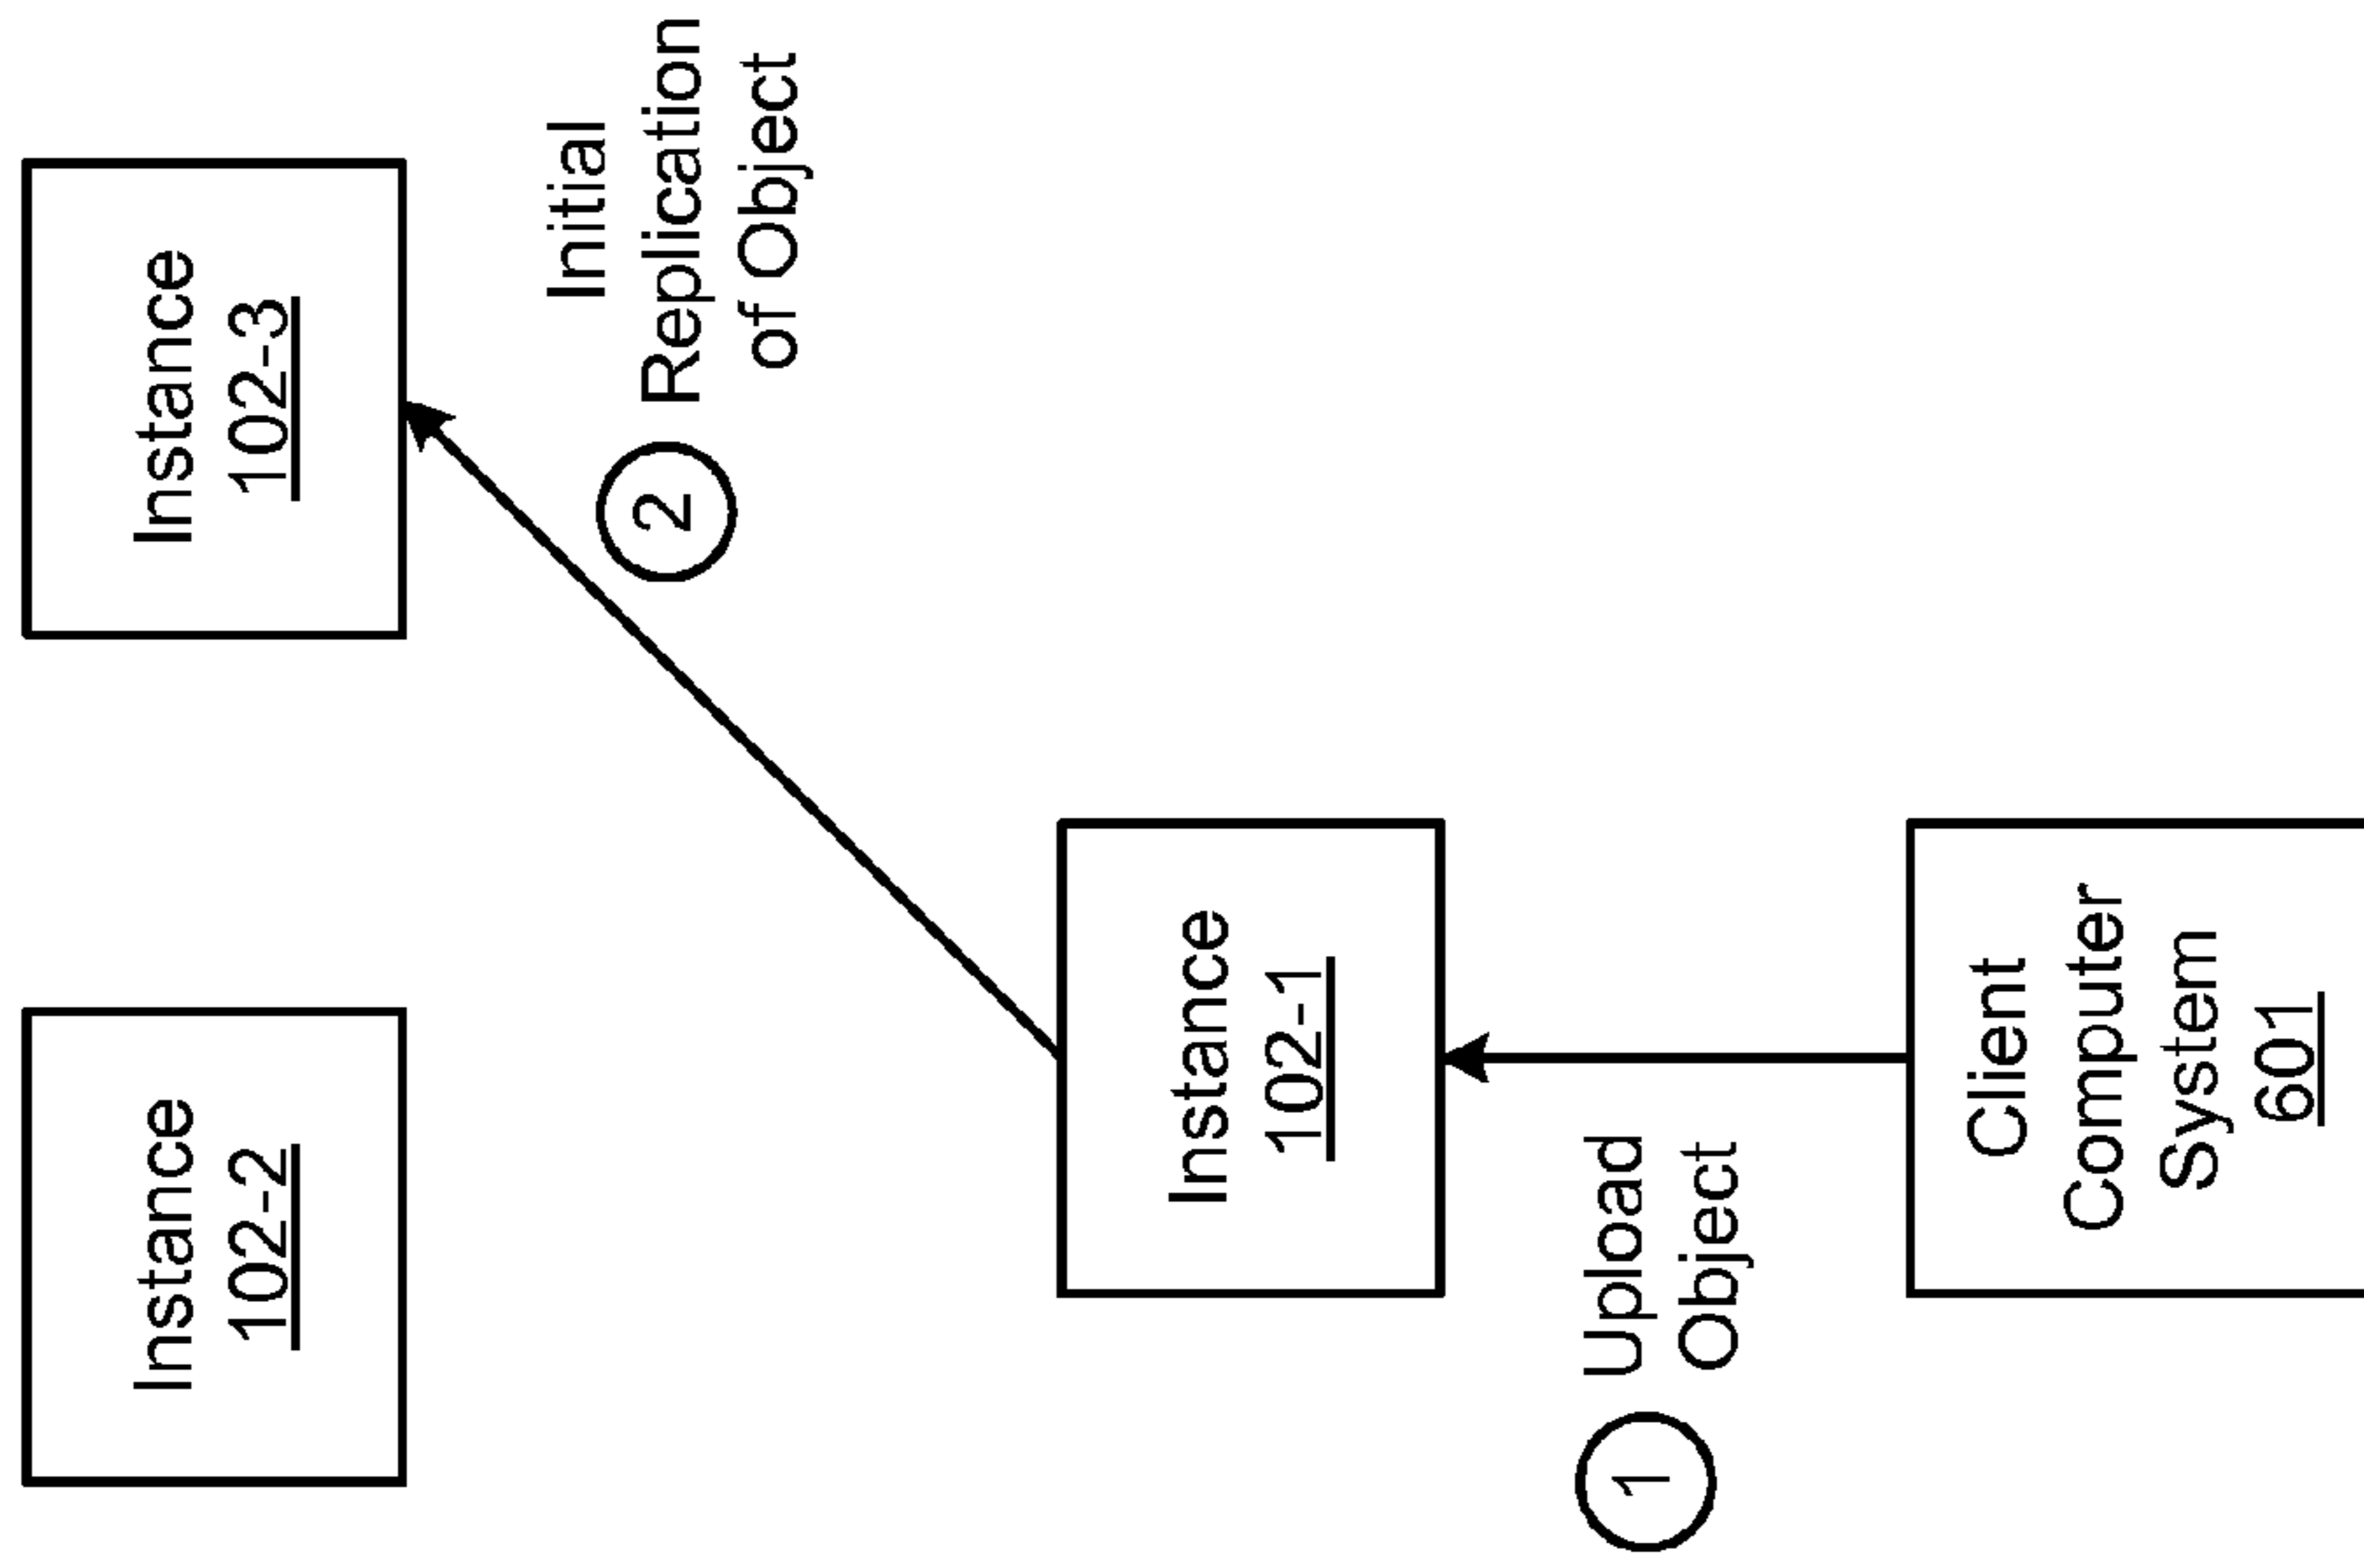 Instance
102-2
Instance
102-3
2
Initial
Replication
of Object
Instance
102-1
1
Upload
Object
Client
Computer
System
601